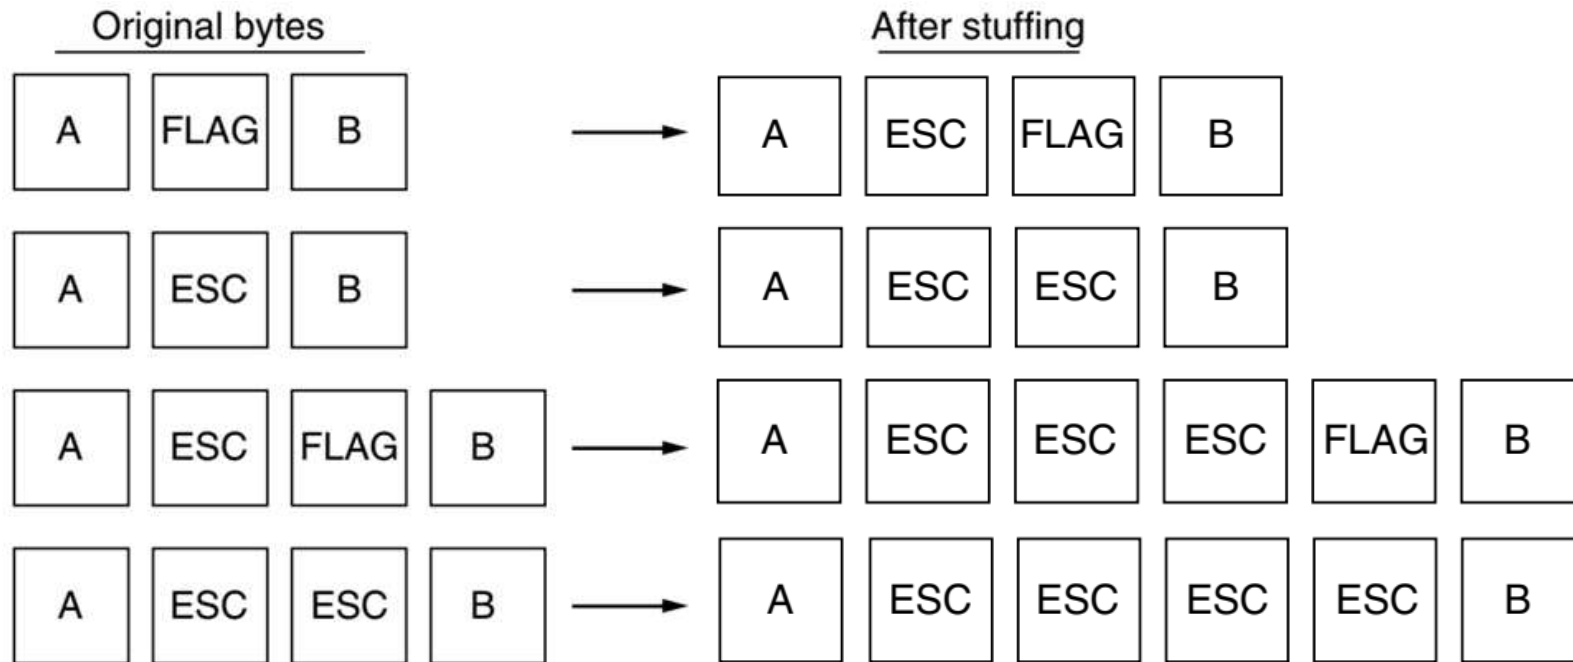 Original bytes After stuffing
A FLAG B A ESC FLAG B
A ESC B A ESC ESC B
A ESC FLAG B A ESC ESC ESC FLAG B
A ESC ESC B A ESC ESC ESC ESC B